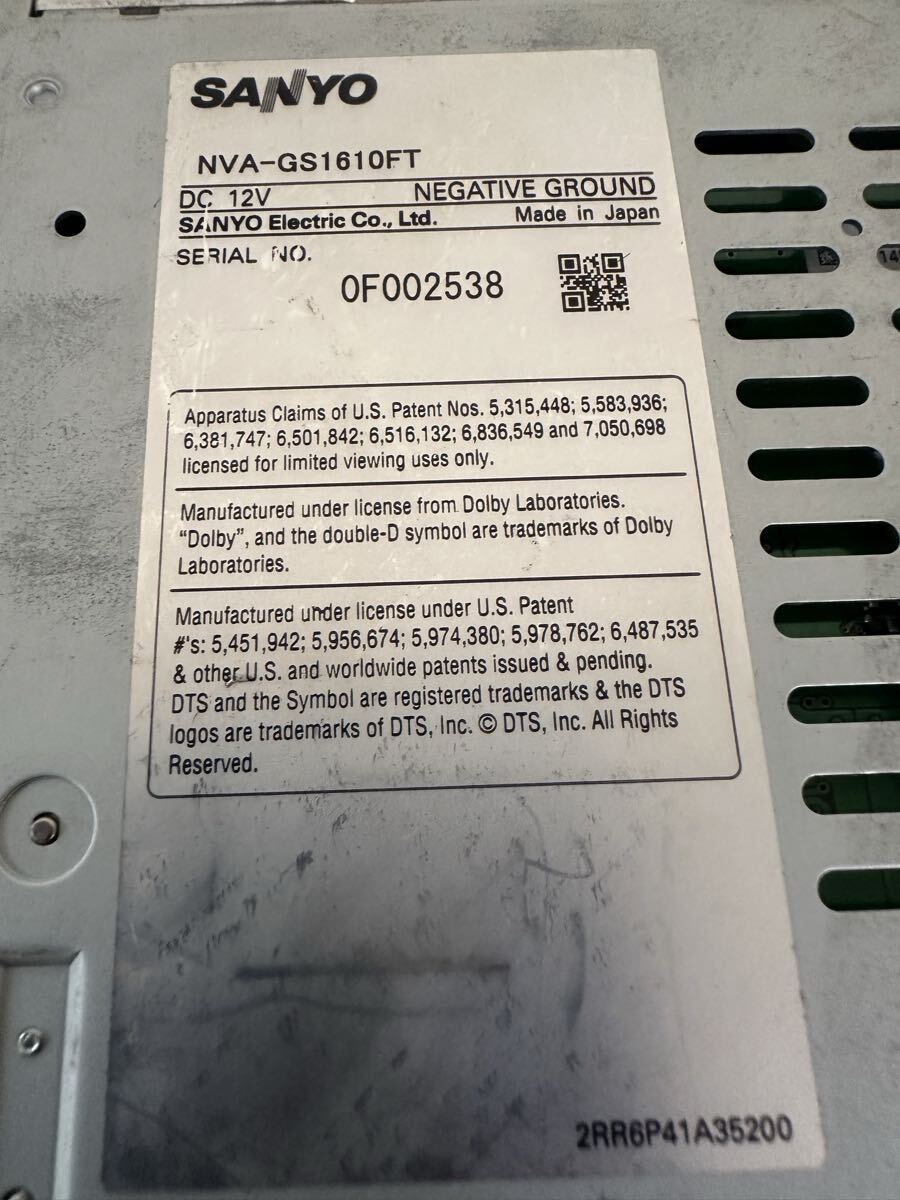 SANYO
NVA-GS1610FT
DC 12V NEGATIVE GROUND
SANYO Electric Co., Ltd. Made in Japan
SERIAL NO.
0F002538
Apparatus Claims of U.S. Patent Nos. 5,315,448; 5,583,936;
6,381,747; 6,501,842; 6,516,132; 6,836,549 and 7,050,698
licensed for limited viewing uses only.
Manufactured under license from Dolby Laboratories.
“Dolby”, and the double-D symbol are trademarks of Dolby
Laboratories.
Manufactured under license under U.S. Patent
#'s: 5,451,942; 5,956,674; 5,974,380; 5,978,762; 6,487,535
& other U.S. and worldwide patents issued & pending.
DTS and the Symbol are registered trademarks & the DTS
logos are trademarks of DTS, Inc. © DTS, Inc. All Rights
Reserved.
2RR6P41A35200